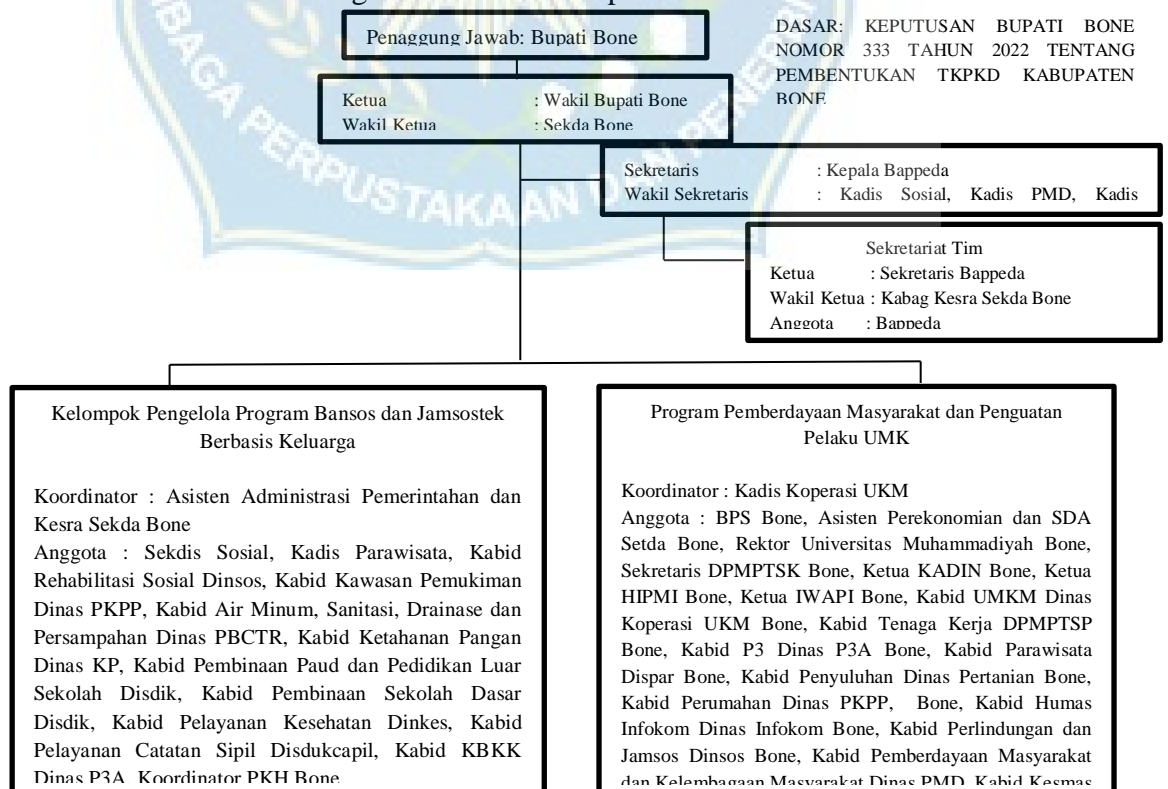 Penaggung Jawab: Bupati Bone
DASAR: KEPUTUSAN BUPATI BONE
NOMOR 333 TAHUN 2022 TENTANG
PEMBENTUKAN TKPKD KABUPATEN
BONE
Ketua : Wakil Bupati Bone
Wakil Ketua : Sekda Bone
Sekretaris : Kepala Bappeda
Wakil Sekretaris : Kadis Sosial, Kadis PMD, Kadis
Sekretariat Tim
Ketua : Sekretaris Bappeda
Wakil Ketua : Kabag Kesra Sekda Bone
Anggota : Bappeda
Kelompok Pengelola Program Bansos dan Jamsostek
Berbasis Keluarga
Koordinator : Asisten Administrasi Pemerintahan dan
Kesra Sekda Bone
Anggota : Sekdis Sosial, Kadis Parawisata, Kabid
Rehabilitasi Sosial Dinsos, Kabid Kawasan Pemukiman
Dinas PKPP, Kabid Air Minum, Sanitasi, Drainase dan
Persampahan Dinas PBCTR, Kabid Ketahanan Pangan
Dinas KP, Kabid Pembinaan Paud dan Pedidikan Luar
Sekolah Disdik, Kabid Pembinaan Sekolah Dasar
Disdik, Kabid Pelayanan Kesehatan Dinkes, Kabid
Pelayanan Catatan Sipil Disdukcapil, Kabid KBKK
Dinas P3A, Koordinator PKH Bone
Program Pemberdayaan Masyarakat dan Penguatan
Pelaku UMK
Koordinator : Kadis Koperasi UKM
Anggota : BPS Bone, Asisten Perekonomian dan SDA
Setda Bone, Rektor Universitas Muhammadiyah Bone,
Sekretaris DPMPTSK Bone, Ketua KADIN Bone, Ketua
HIPMI Bone, Ketua IWAPI Bone, Kabid UMKM Dinas
Koperasi UKM Bone, Kabid Tenaga Kerja DPMPTSP
Bone, Kabid P3 Dinas P3A Bone, Kabid Parawisata
Dispar Bone, Kabid Penyuluhan Dinas Pertanian Bone,
Kabid Perumahan Dinas PKPP, Bone, Kabid Humas
Infokom Dinas Infokom Bone, Kabid Perlindungan dan
Jamsos Dinsos Bone, Kabid Pemberdayaan Masyarakat
dan Kelembagaan Masyarakat Dinas PMD, Kabid Kesmas
PERPUSTAKAAN DAN